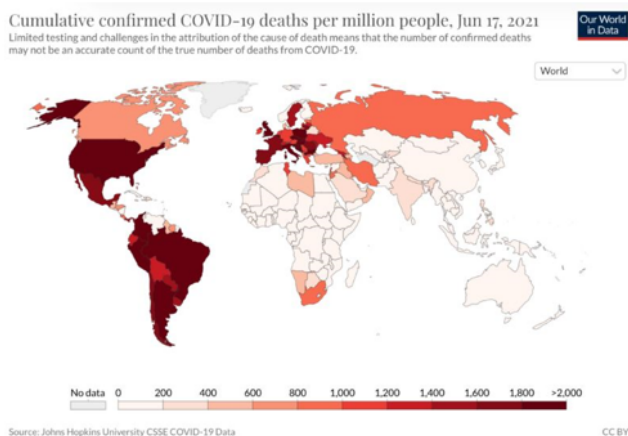 Cumulative confirmed COVID-19 deaths per million people, Jun 17, 2021
Limited testing and challenges in the attribution of the cause of death means that the number of confirmed deaths
may not be an accurate count of the true number of deaths from COVID-19.
Our World
in Data
World
No data 0 200 400 600 800 1,000 1,200 1,400 1,600 1,800 >2,000
Source: Johns Hopkins University CSSE COVID-19 Data CC BY